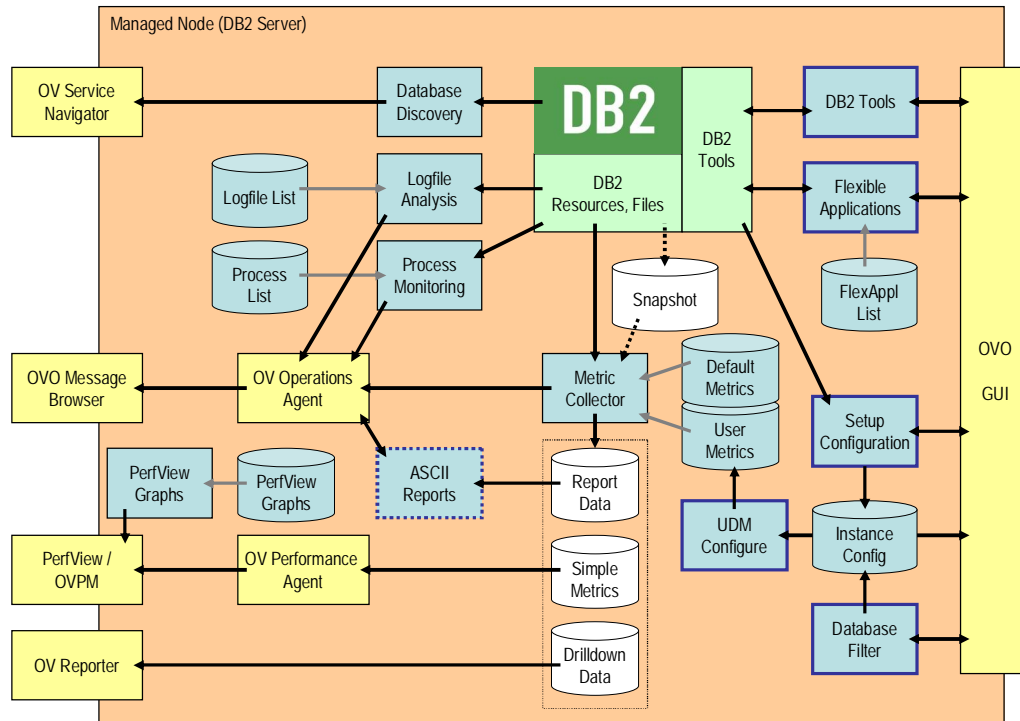 Managed Node (DB2 Server)
OV Service
Navigator
Database
Discovery
DB2
DB2
Tools
DB2 Tools
Logfile List
Logfile
Analysis
DB2
Resources, Files
Flexible
Applications
Process
List
Process
Monitoring
Snapshot
FlexAppl
List
OVO
GUI
OVO Message
Browser
OV Operations
Agent
Metric
Collector
Default
Metrics
User
Metrics
Setup
Configuration
PerfView
Graphs
PerfView
Graphs
ASCII
Reports
Report
Data
UDM
Configure
Instance
Config
PerfView /
OVPM
OV Performance
Agent
Simple
Metrics
Database
Filter
OV Reporter
Drilldown
Data